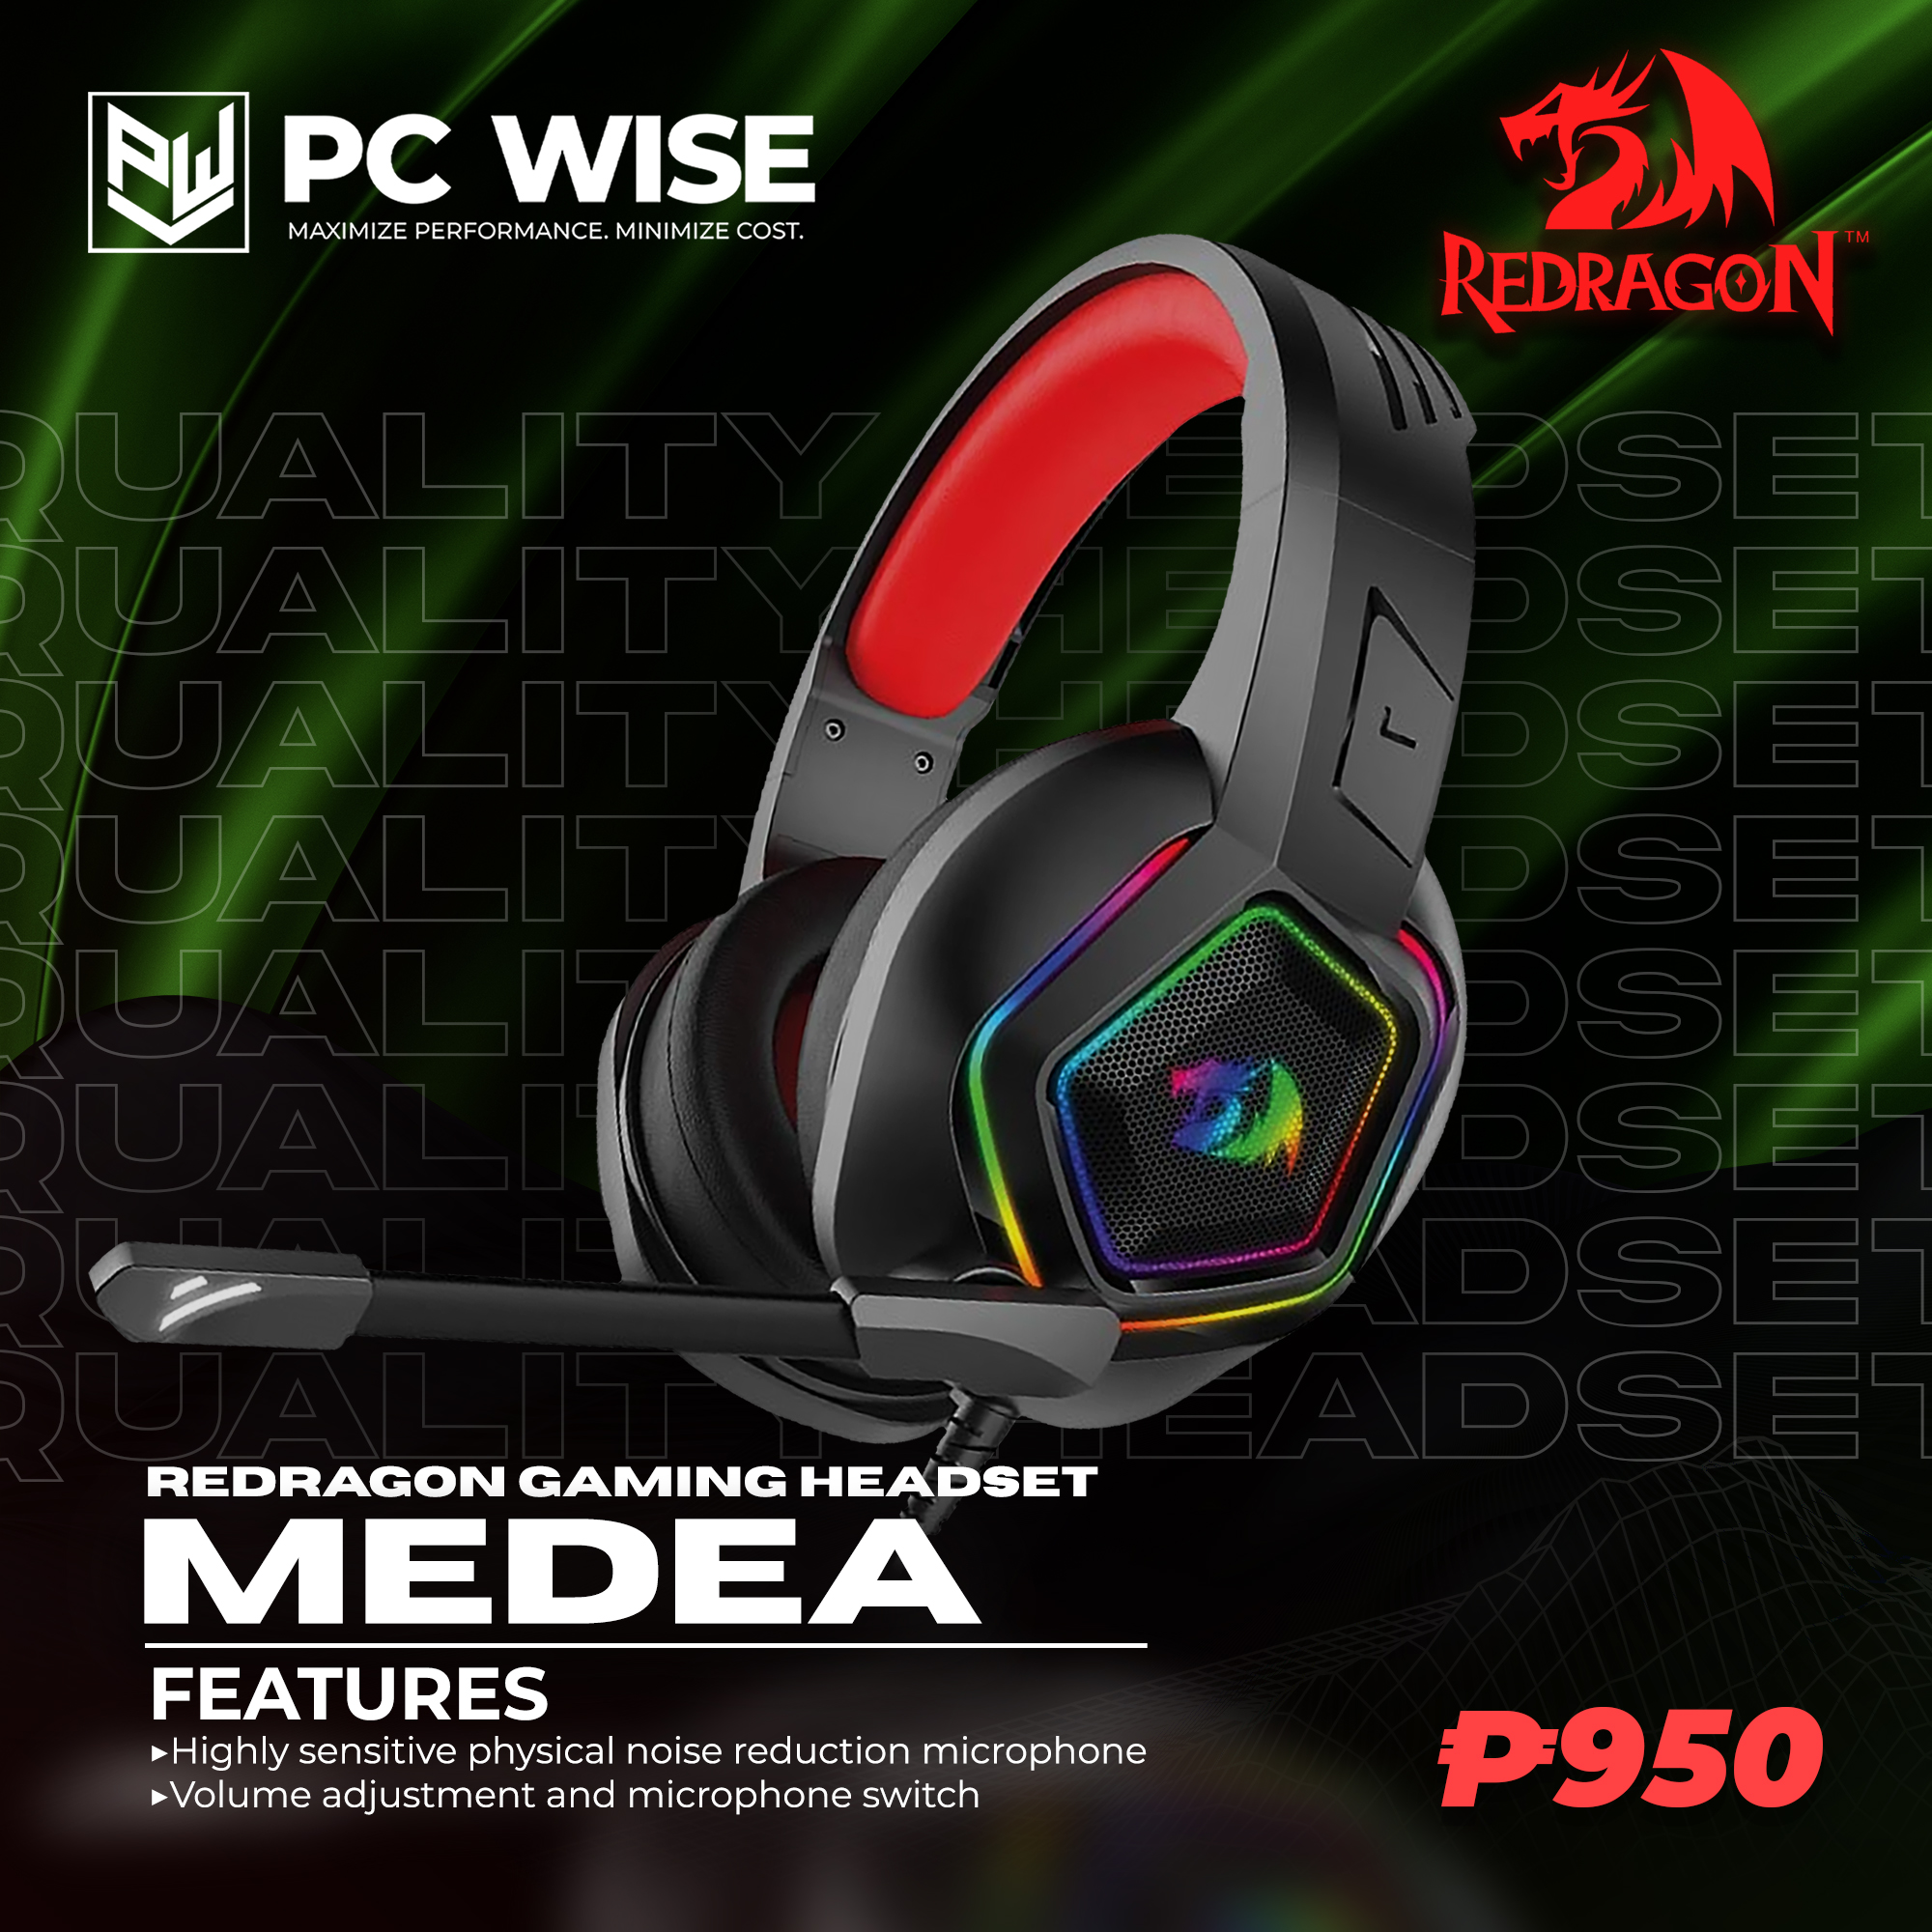 PC WISE
MAXIMIZE PERFORMANCE. MINIMIZE COST.
REDRAGON™
QUALITY HEADSET
QUALITY HEADSET
QUALITY HEADSET
QUALITY HEADSET
QUALITY HEADSET
QUALITY HEADSET
QUALITY HEADSET
QUALITY HEADSET
REDRAGON GAMING HEADSET
MEDEA
FEATURES
▸Highly sensitive physical noise reduction microphone
▸Volume adjustment and microphone switch
₱950